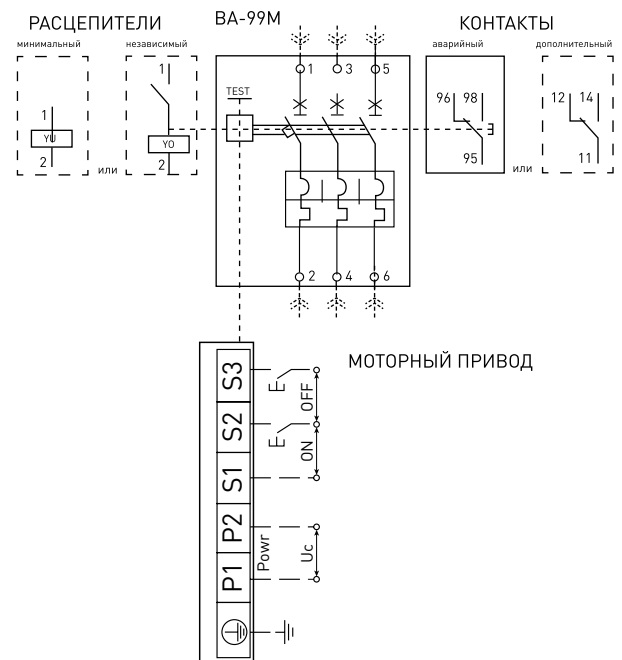 РАСЦЕПИТЕЛИ
ВА-99М
КОНТАКТЫ
минимальный
независимый
аварийный
дополнительный
1
3
5
TEST
1
1
96
98
12
14
YU
YO
2
2
95
11
или
или
2
4
6
МОТОРНЫЙ ПРИВОД
S3
OFF
S2
ON
S1
P2
Powr
Uc
P1